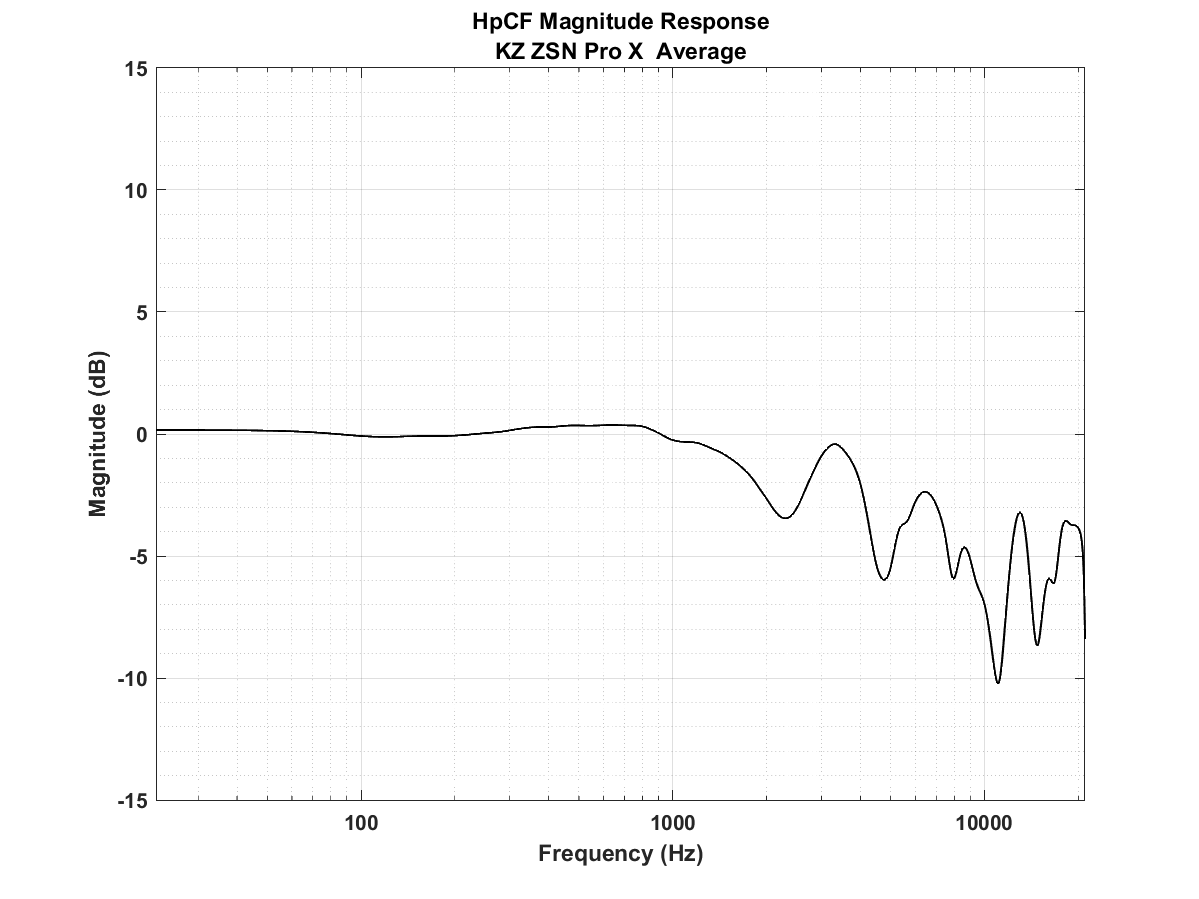 HpCF Magnitude Response
KZ ZSN Pro X  Average
15
10
5
0
-5
-10
-15
Magnitude (dB)
100
1000
10000
Frequency (Hz)